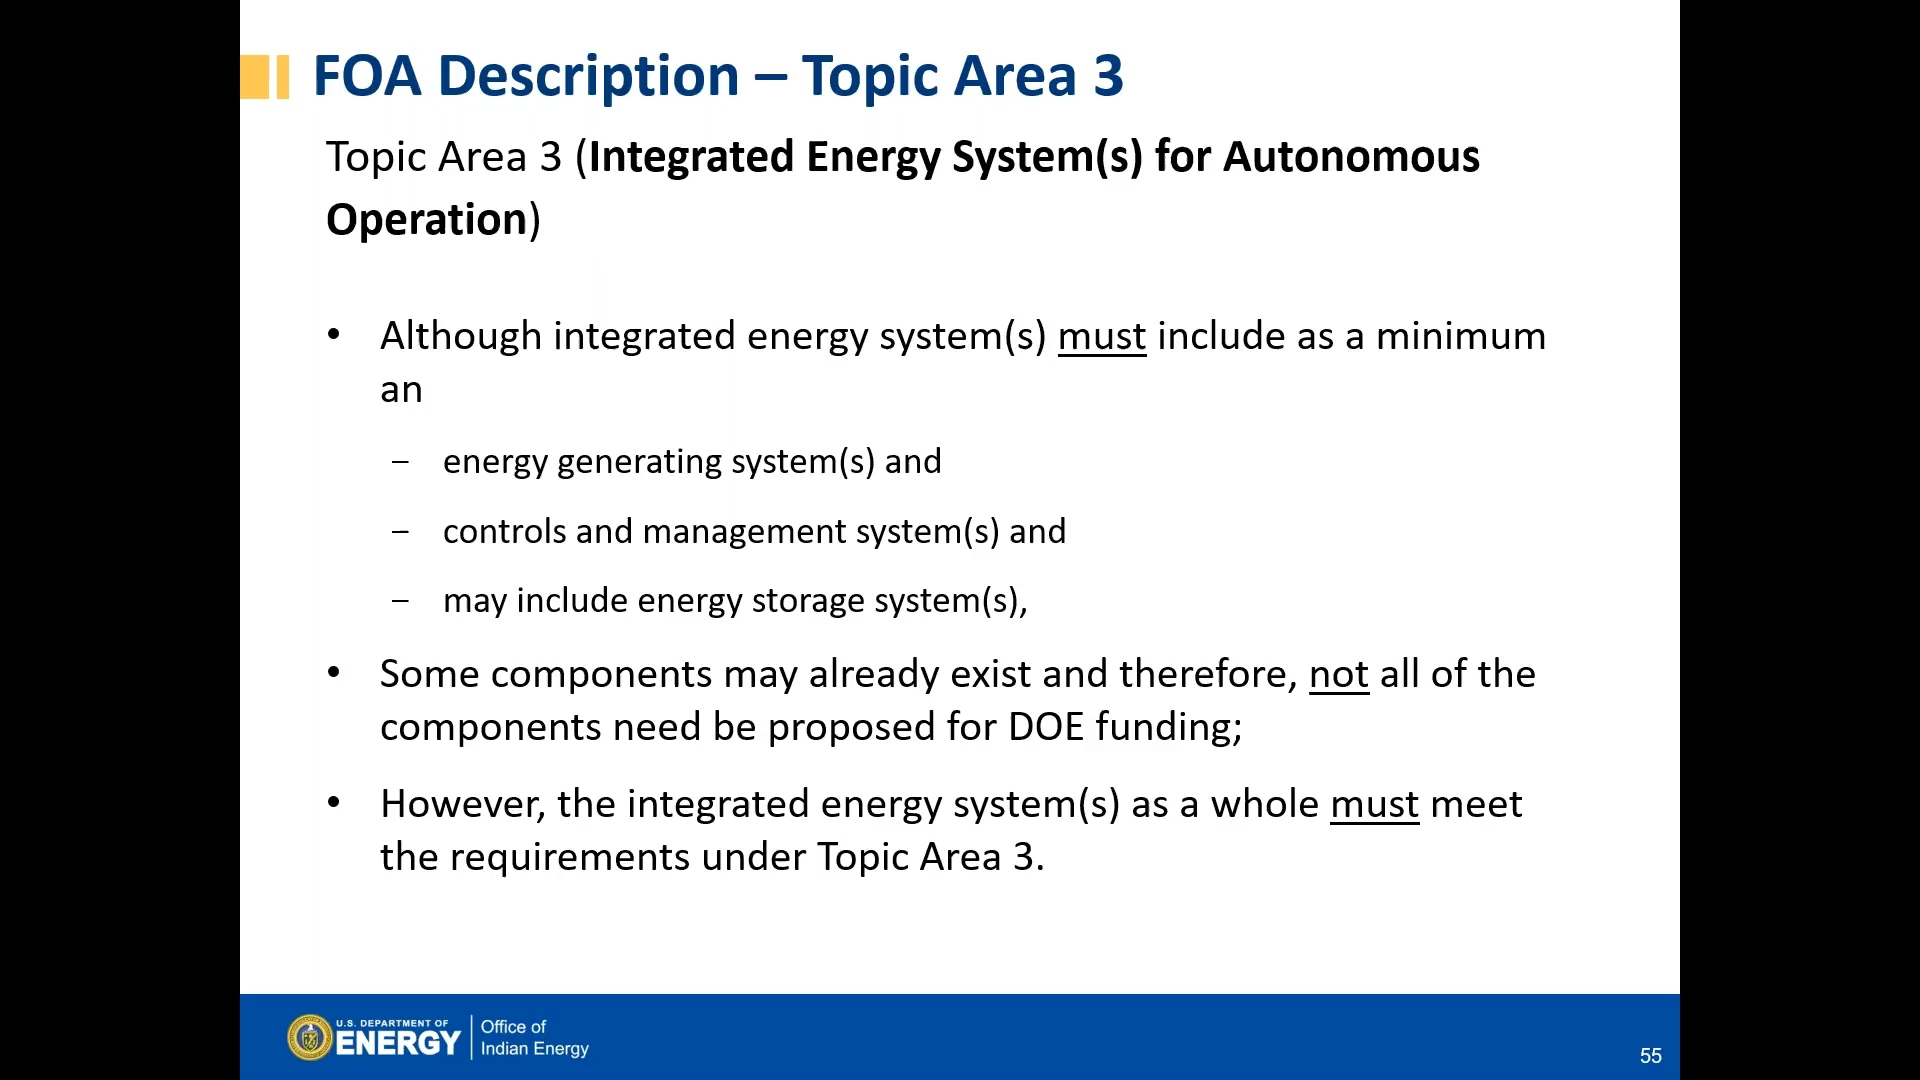 FOA Description – Topic Area 3
Topic Area 3 (Integrated Energy System(s) for Autonomous
Operation)
• Although integrated energy system(s) must include as a minimum
an
– energy generating system(s) and
– controls and management system(s) and
– may include energy storage system(s),
• Some components may already exist and therefore, not all of the
components need be proposed for DOE funding;
• However, the integrated energy system(s) as a whole must meet
the requirements under Topic Area 3.
U.S. DEPARTMENT OF
ENERGY
Office of
Indian Energy
55